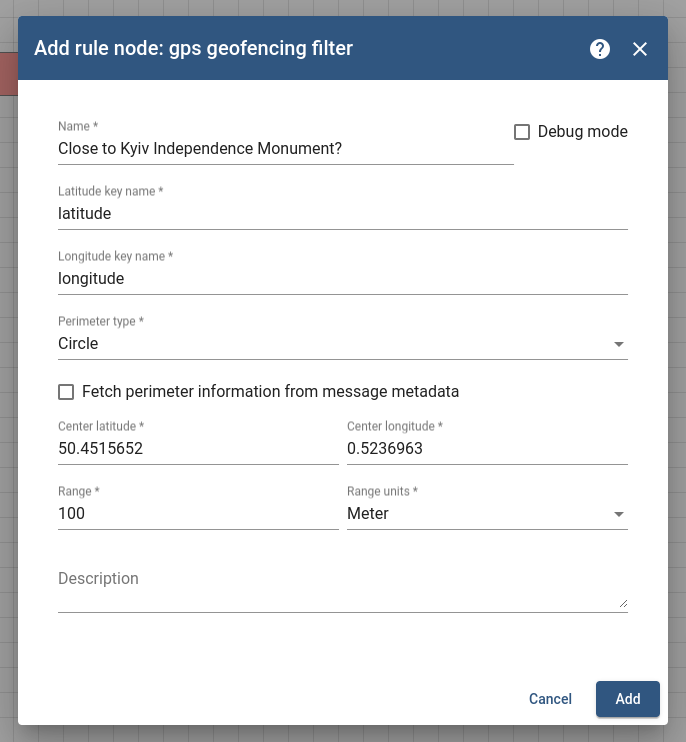 Add rule node: gps geofencing filter
Name *
Close to Kyiv Independence Monument?
Debug mode
Latitude key name *
latitude
Longitude key name *
longitude
Perimeter type *
Circle
Fetch perimeter information from message metadata
Center latitude * Center longitude *
50.4515652 0.5236963
Range * Range units *
100 Meter
Description
Cancel Add